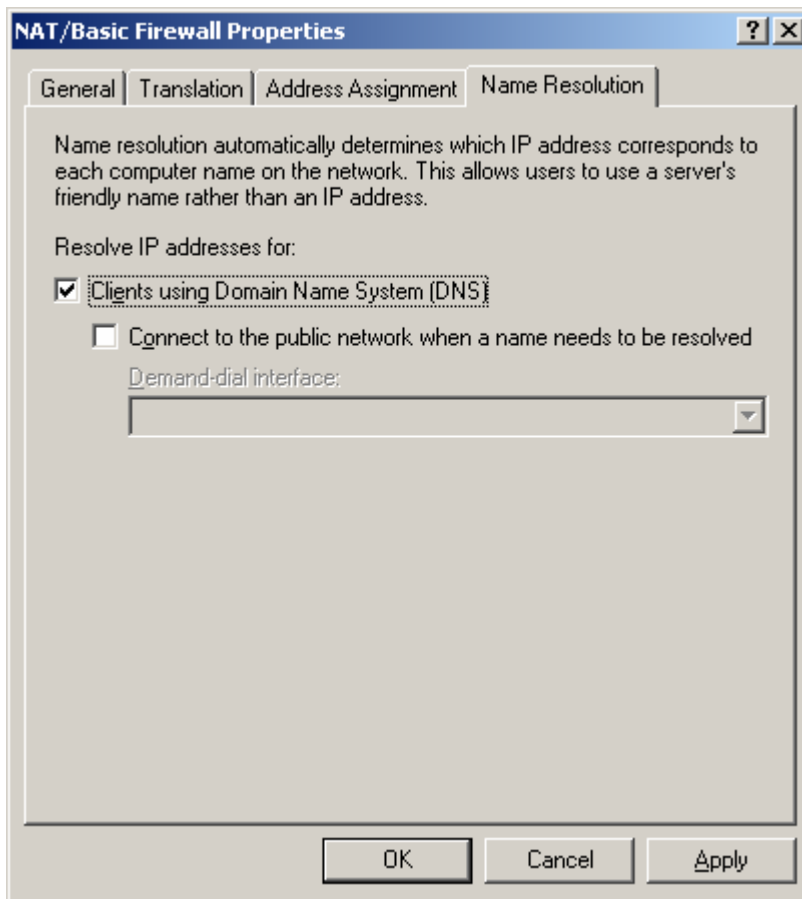 NAT/Basic Firewall Properties
General Translation Address Assignment Name Resolution
Name resolution automatically determines which IP address corresponds to
each computer name on the network. This allows users to use a server's
friendly name rather than an IP address.
Resolve IP addresses for:
Clients using Domain Name System (DNS)
Connect to the public network when a name needs to be resolved
Demand-dial interface:
OK Cancel Apply